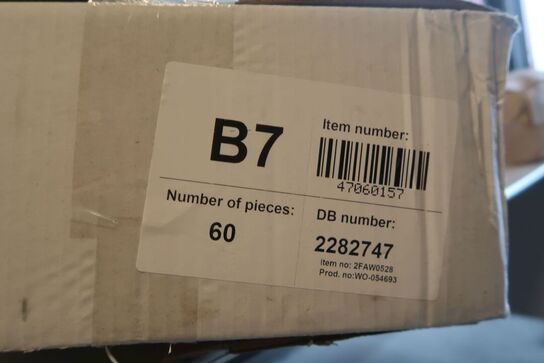 B7
Item number:
47060157
Number of pieces:
60
DB number:
2282747
Item no: 2FAW0528
Prod. no:WO-054693